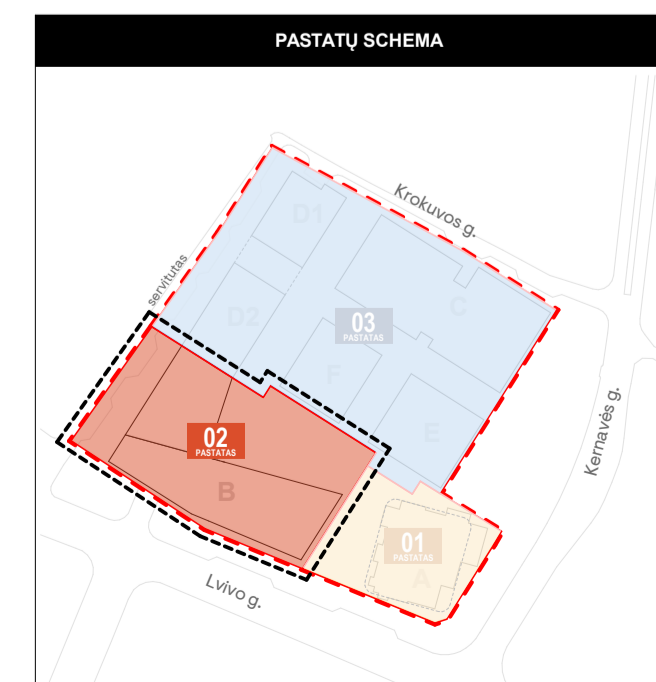 PASTATŲ SCHEMA
Krokuvos g.
D1
servitutas
C
D2
03
PASTATAS
F
Kernavės g.
E
02
PASTATAS
B
01
PASTATAS
A
Lvivo g.